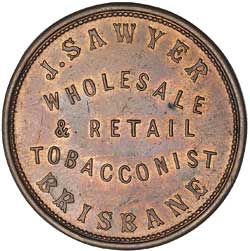 J. SAWYER
WHOLESALE
& RETAIL
TOBACCONIST
BRISBANE